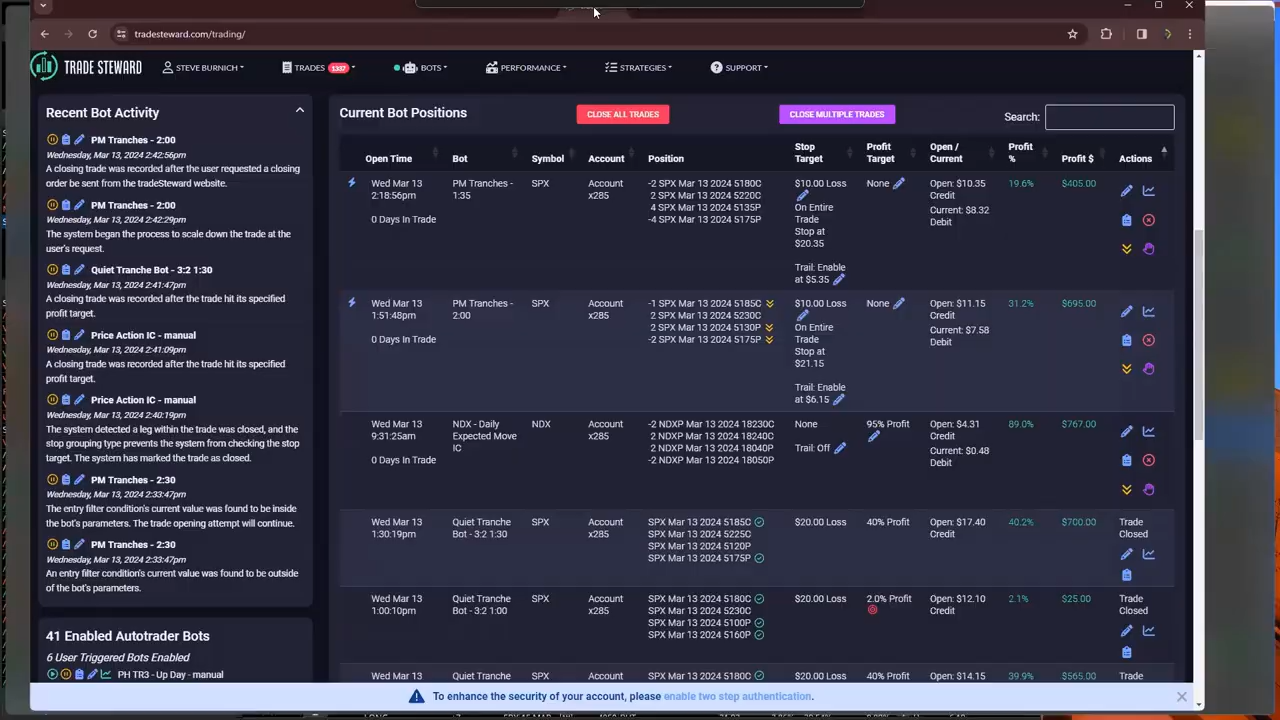 tradesteward.com/trading/
TRADE STEWARD
STEVE BURNICH
TRADES 1337
BOTS
PERFORMANCE
STRATEGIES
SUPPORT
Recent Bot Activity
PM Tranches - 2:00
Wednesday, Mar 13, 2024 2:42:56pm
A closing trade was recorded after the user requested a closing
order be sent from the tradeSteward website.
PM Tranches - 2:00
Wednesday, Mar 13, 2024 2:42:29pm
The system began the process to scale down the trade at the
user's request.
Quiet Tranche Bot - 3:2 1:30
Wednesday, Mar 13, 2024 2:41:47pm
A closing trade was recorded after the trade hit its specified
profit target.
Price Action IC - manual
Wednesday, Mar 13, 2024 2:41:09pm
A closing trade was recorded after the trade hit its specified
profit target.
Price Action IC - manual
Wednesday, Mar 13, 2024 2:40:19pm
The system detected a leg within the trade was closed, and the
stop grouping type prevents the system from checking the stop
target. The system has marked the trade as closed.
PM Tranches - 2:30
Wednesday, Mar 13, 2024 2:33:47pm
The entry filter condition's current value was found to be inside
the bot's parameters. The trade opening attempt will continue.
PM Tranches - 2:30
Wednesday, Mar 13, 2024 2:33:47pm
An entry filter condition's current value was found to be outside
of the bot's parameters.
41 Enabled Autotrader Bots
6 User Triggered Bots Enabled
PH TR3 - Up Day - manual
Current Bot Positions
CLOSE ALL TRADES
CLOSE MULTIPLE TRADES
Search:
Open Time Bot Symbol Account Position Stop Target Profit Target Open / Current Profit % Profit $ Actions
Wed Mar 13 PM Tranches - SPX Account -2 SPX Mar 13 2024 5180C $10.00 Loss None Open: $10.35 19.6% $405.00
2:18:56pm 1:35 x285 2 SPX Mar 13 2024 5220C On Entire Credit
0 Days In Trade 4 SPX Mar 13 2024 5135P Trade Current: $8.32
-4 SPX Mar 13 2024 5175P Stop at Debit
$20.35
Trail: Enable
at $5.35
Wed Mar 13 PM Tranches - SPX Account -1 SPX Mar 13 2024 5185C $10.00 Loss None Open: $11.15 31.2% $695.00
1:51:48pm 2:00 x285 2 SPX Mar 13 2024 5230C On Entire Credit
0 Days In Trade 2 SPX Mar 13 2024 5130P Trade Current: $7.58
-2 SPX Mar 13 2024 5175P Stop at Debit
$21.15
Trail: Enable
at $6.15
Wed Mar 13 NDX - Daily NDX Account -2 NDXP Mar 13 2024 18230C None 95% Profit Open: $4.31 89.0% $767.00
9:31:25am Expected Move x285 2 NDXP Mar 13 2024 18240C Credit
IC 2 NDXP Mar 13 2024 18040P Trail: Off Current: $0.48
0 Days In Trade -2 NDXP Mar 13 2024 18050P Debit
Wed Mar 13 Quiet Tranche SPX Account SPX Mar 13 2024 5185C $20.00 Loss 40% Profit Open: $17.40 40.2% $700.00 Trade
1:30:19pm Bot - 3:2 1:30 x285 SPX Mar 13 2024 5225C Credit Closed
SPX Mar 13 2024 5120P
SPX Mar 13 2024 5175P
Wed Mar 13 Quiet Tranche SPX Account SPX Mar 13 2024 5180C $20.00 Loss 2.0% Profit Open: $12.10 2.1% $25.00 Trade
1:00:10pm Bot - 3:2 1:00 x285 SPX Mar 13 2024 5230C Credit Closed
SPX Mar 13 2024 5100P
SPX Mar 13 2024 5160P
Wed Mar 13 Quiet Tranche SPX Account SPX Mar 13 2024 5180C $20.00 Loss 40% Profit Open: $14.15 39.9% $565.00 Trade
To enhance the security of your account, please enable two step authentication.